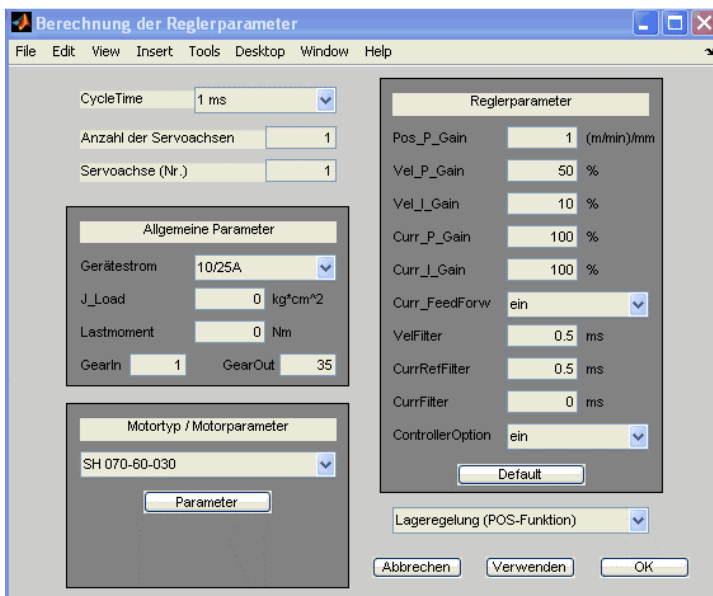 Berechnung der Reglerparameter
File Edit View Insert Tools Desktop Window Help
CycleTime 1 ms
Anzahl der Servoachsen 1
Servoachse (Nr.) 1
Allgemeine Parameter
Gerätestrom 10/25A
J_Load 0 kg*cm^2
Lastmoment 0 Nm
GearIn 1 GearOut 35
Motortyp / Motorparameter
SH 070-60-030
Parameter
Reglerparameter
Pos_P_Gain 1 (m/min)/mm
Vel_P_Gain 50 %
Vel_I_Gain 10 %
Curr_P_Gain 100 %
Curr_I_Gain 100 %
Curr_FeedForw ein
VelFilter 0.5 ms
CurrRefFilter 0.5 ms
CurrFilter 0 ms
ControllerOption ein
Default
Lageregelung (POS-Funktion)
Abbrechen Verwenden OK